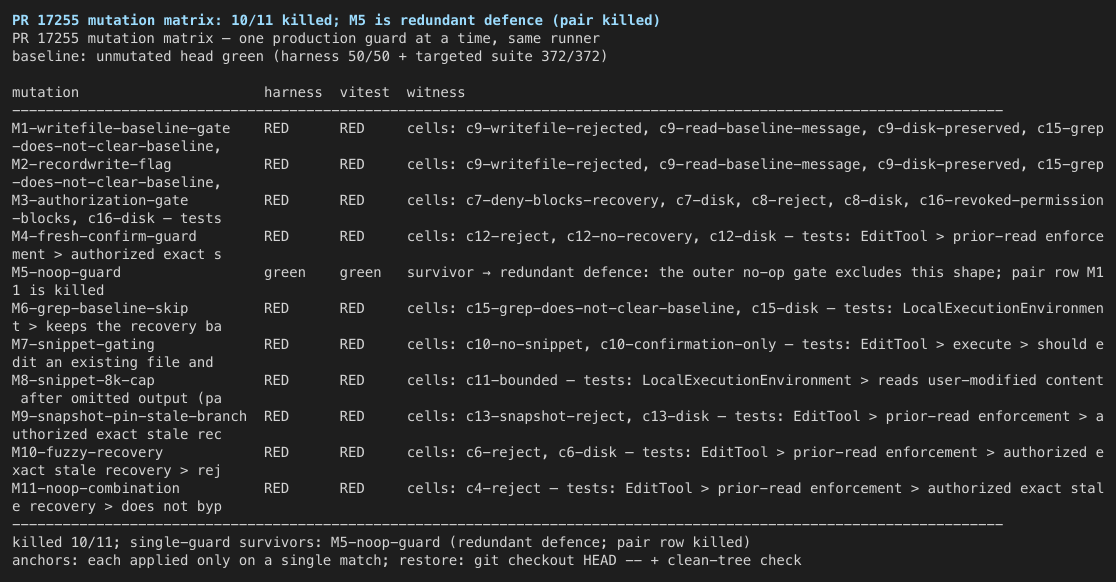 PR 17255 mutation matrix: 10/11 killed; M5 is redundant defence (pair killed)
PR 17255 mutation matrix — one production guard at a time, same runner
baseline: unmutated head green (harness 50/50 + targeted suite 372/372)
mutation harness vitest witness
M1-writefile-baseline-gate RED RED cells: c9-writefile-rejected, c9-read-baseline-message, c9-disk-preserved, c15-grep
-does-not-clear-baseline,
M2-recordwrite-flag RED RED cells: c9-writefile-rejected, c9-read-baseline-message, c9-disk-preserved, c15-grep
-does-not-clear-baseline,
M3-authorization-gate RED RED cells: c7-deny-blocks-recovery, c7-disk, c8-reject, c8-disk, c16-revoked-permission
-blocks, c16-disk — tests
M4-fresh-confirm-guard RED RED cells: c12-reject, c12-no-recovery, c12-disk — tests: EditTool > prior-read enforce
ment > authorized exact s
M5-noop-guard green green survivor → redundant defence: the outer no-op gate excludes this shape; pair row M1
1 is killed
M6-grep-baseline-skip RED RED cells: c15-grep-does-not-clear-baseline, c15-disk — tests: LocalExecutionEnvironmen
t > keeps the recovery ba
M7-snippet-gating RED RED cells: c10-no-snippet, c10-confirmation-only — tests: EditTool > execute > should e
dit an existing file and
M8-snippet-8k-cap RED RED cells: c11-bounded — tests: LocalExecutionEnvironment > reads user-modified content
after omitted output (pa
M9-snapshot-pin-stale-branch RED RED cells: c13-snapshot-reject, c13-disk — tests: EditTool > prior-read enforcement > a
uthorized exact stale rec
M10-fuzzy-recovery RED RED cells: c6-reject, c6-disk — tests: EditTool > prior-read enforcement > authorized e
xact stale recovery > rej
M11-noop-combination RED RED cells: c4-reject — tests: EditTool > prior-read enforcement > authorized exact stal
e recovery > does not byp
killed 10/11; single-guard survivors: M5-noop-guard (redundant defence; pair row killed)
anchors: each applied only on a single match; restore: git checkout HEAD -- + clean-tree check